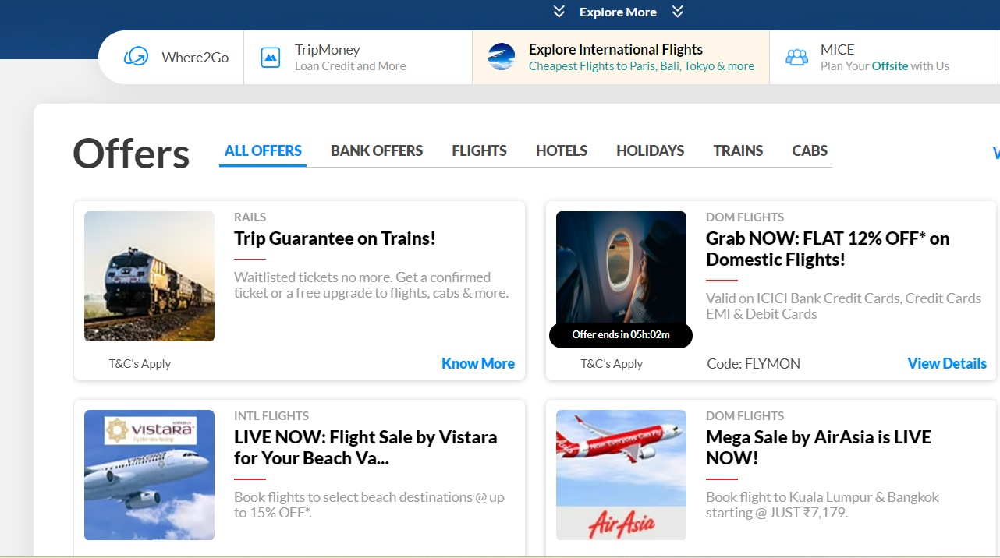 Explore More
Where2Go
TripMoney
Loan Credit and More
Explore International Flights
Cheapest Flights to Paris, Bali, Tokyo & more
MICE
Plan Your Offsite with Us
Offers
ALL OFFERS
BANK OFFERS
FLIGHTS
HOTELS
HOLIDAYS
TRAINS
CABS
RAILS
Trip Guarantee on Trains!
Waitlisted tickets no more. Get a confirmed
ticket or a free upgrade to flights, cabs & more.
T&C's Apply
Know More
DOM FLIGHTS
Grab NOW: FLAT 12% OFF* on
Domestic Flights!
Valid on ICICI Bank Credit Cards, Credit Cards
EMI & Debit Cards
Offer ends in 05h:02m
T&C's Apply
Code: FLYMON
View Details
vistara
INTL FLIGHTS
LIVE NOW: Flight Sale by Vistara
for Your Beach Va...
Book flights to select beach destinations @ up
to 15% OFF*.
AirAsia
DOM FLIGHTS
Mega Sale by AirAsia is LIVE
NOW!
Book flight to Kuala Lumpur & Bangkok
starting @ JUST ₹7,179.